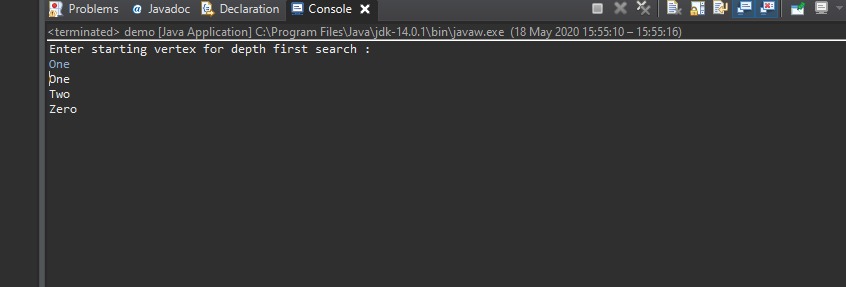 Problems @ Javadoc Declaration Console
<terminated> demo [Java Application] C:\Program Files\Java\jdk-14.0.1\bin\javaw.exe (18 May 2020 15:55:10 – 15:55:16)
Enter starting vertex for depth first search :
One
One
Two
Zero